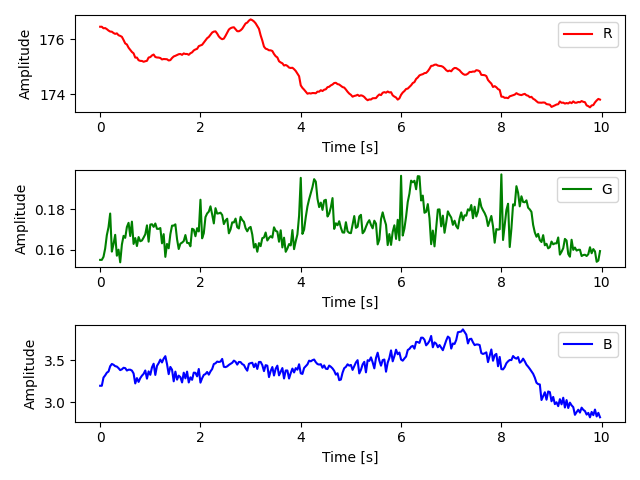 Amplitude
176
174
R
0 2 4 6 8 10
Time [s]
Amplitude
0.18
0.16
G
0 2 4 6 8 10
Time [s]
Amplitude
3.5
3.0
B
0 2 4 6 8 10
Time [s]